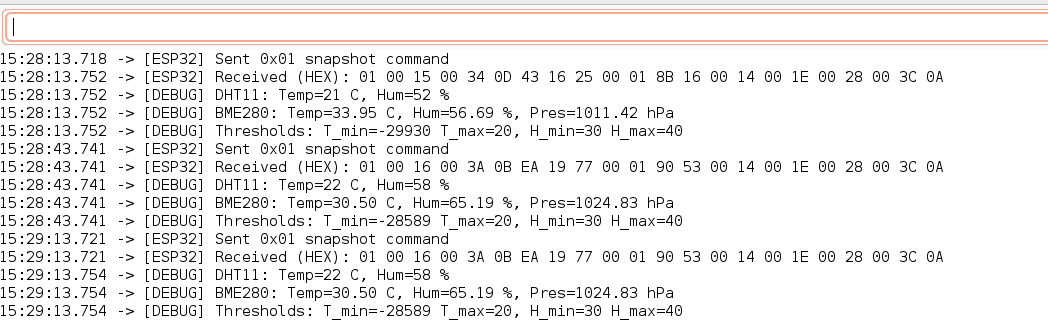 15:28:13.718 -> [ESP32] Sent 0x01 snapshot command
15:28:13.752 -> [ESP32] Received (HEX): 01 00 15 00 34 0D 43 16 25 00 01 8B 16 00 14 00 1E 00 28 00 3C 0A
15:28:13.752 -> [DEBUG] DHT11: Temp=21 C, Hum=52 %
15:28:13.752 -> [DEBUG] BME280: Temp=33.95 C, Hum=56.69 %, Pres=1011.42 hPa
15:28:13.752 -> [DEBUG] Thresholds: T_min=-29930 T_max=20, H_min=30 H_max=40
15:28:43.741 -> [ESP32] Sent 0x01 snapshot command
15:28:43.741 -> [ESP32] Received (HEX): 01 00 16 00 3A 0B EA 19 77 00 01 90 53 00 14 00 1E 00 28 00 3C 0A
15:28:43.741 -> [DEBUG] DHT11: Temp=22 C, Hum=58 %
15:28:43.741 -> [DEBUG] BME280: Temp=30.50 C, Hum=65.19 %, Pres=1024.83 hPa
15:28:43.741 -> [DEBUG] Thresholds: T_min=-28589 T_max=20, H_min=30 H_max=40
15:29:13.721 -> [ESP32] Sent 0x01 snapshot command
15:29:13.721 -> [ESP32] Received (HEX): 01 00 16 00 3A 0B EA 19 77 00 01 90 53 00 14 00 1E 00 28 00 3C 0A
15:29:13.754 -> [DEBUG] DHT11: Temp=22 C, Hum=58 %
15:29:13.754 -> [DEBUG] BME280: Temp=30.50 C, Hum=65.19 %, Pres=1024.83 hPa
15:29:13.754 -> [DEBUG] Thresholds: T_min=-28589 T_max=20, H_min=30 H_max=40